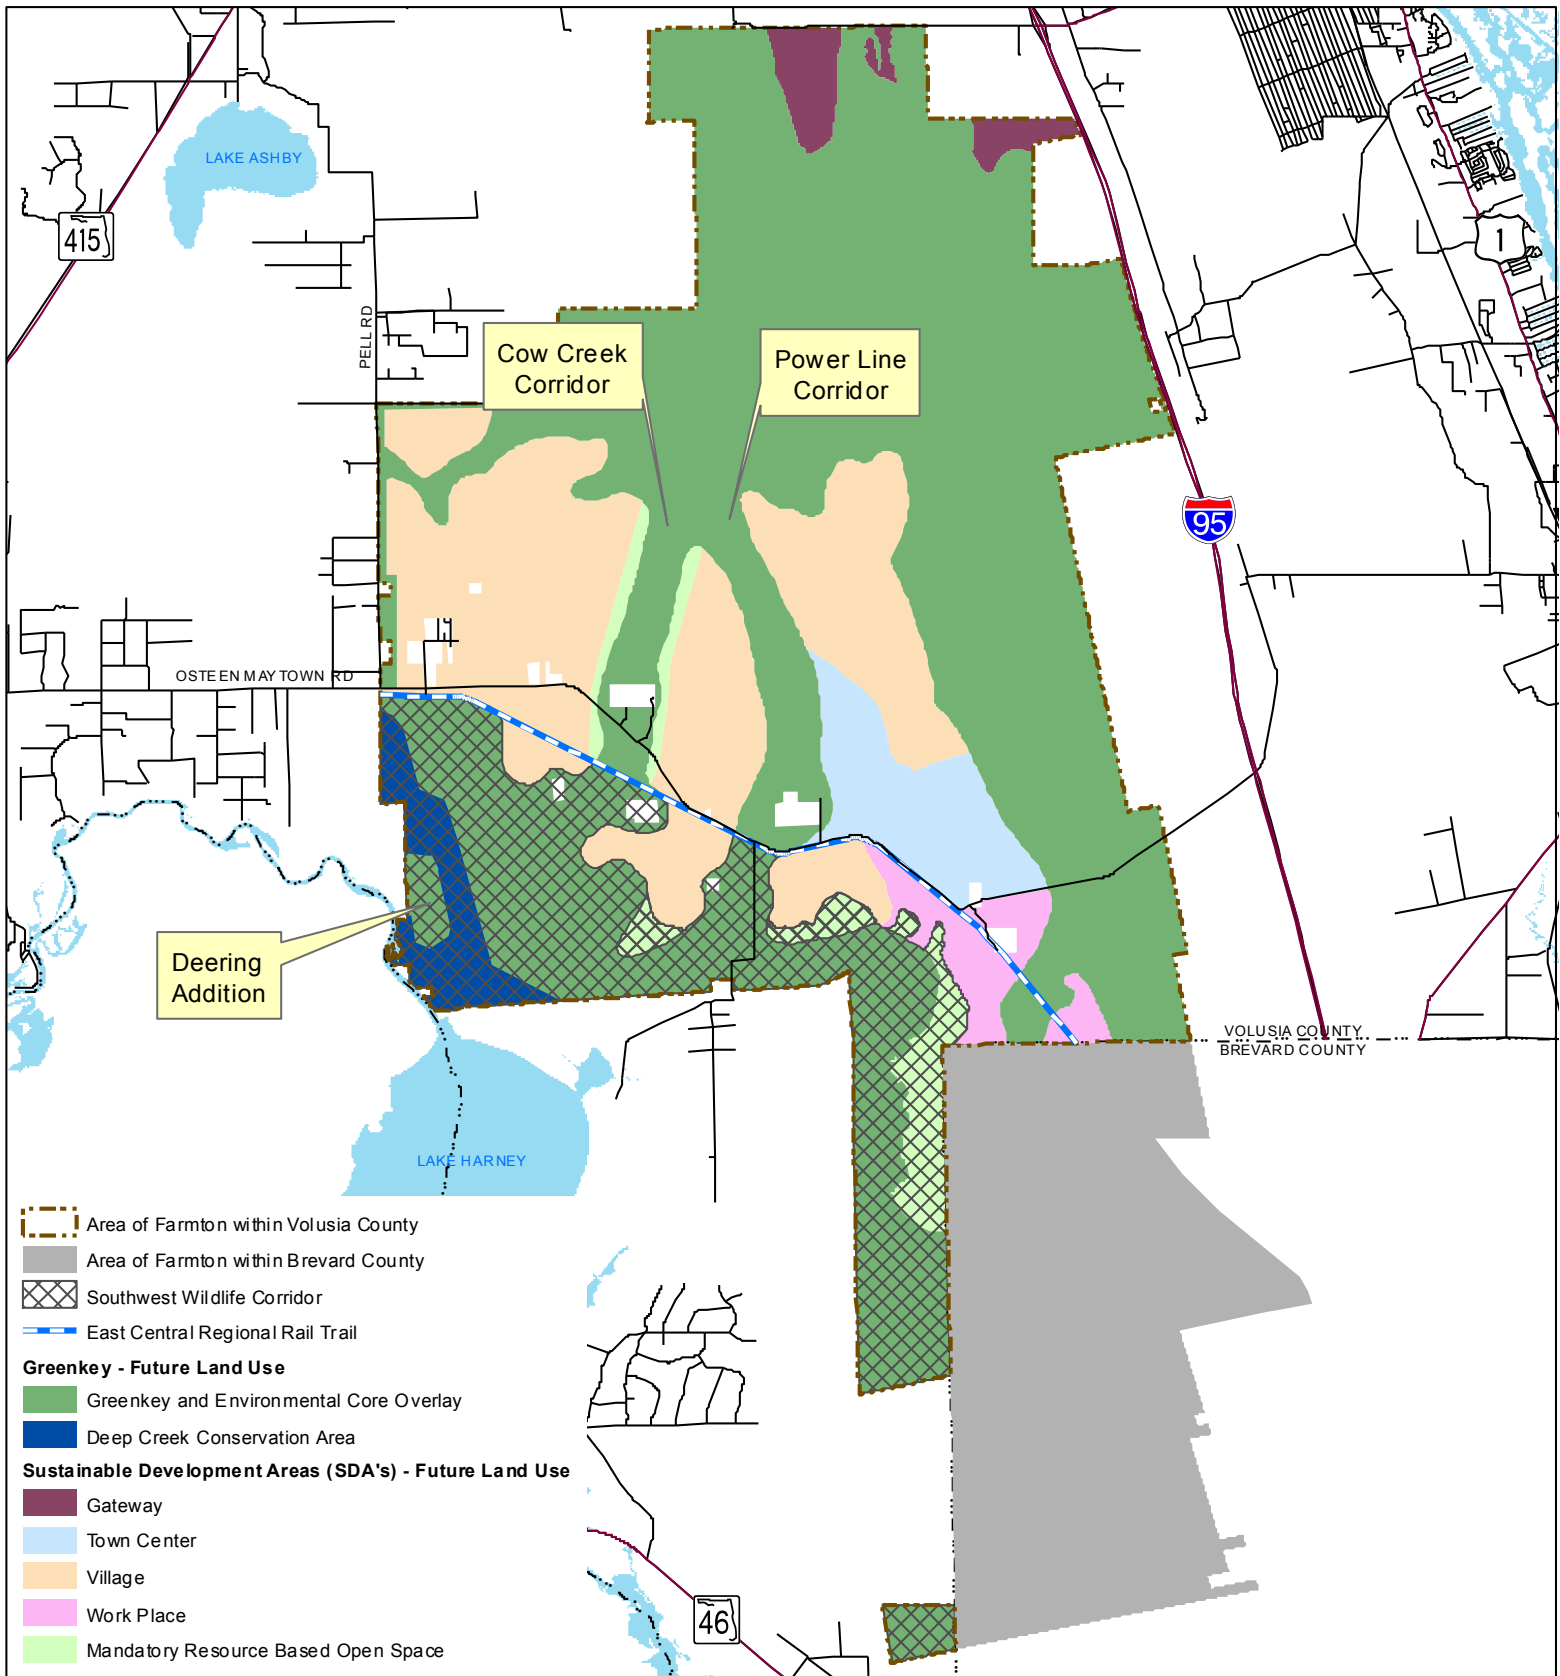 LAKE ASHBY
415
1
PELL RD
Cow Creek
Corridor
Power Line
Corridor
95
OSTEEN MAYTOWN RD
Deering
Addition
VOLUSIA COUNTY
BREVARD COUNTY
LAKE HARNEY
Area of Farmton within Volusia County
Area of Farmton within Brevard County
Southwest Wildlife Corridor
East Central Regional Rail Trail
Greenkey - Future Land Use
Greenkey and Environmental Core Overlay
Deep Creek Conservation Area
Sustainable Development Areas (SDA's) - Future Land Use
Gateway
Town Center
Village
Work Place
Mandatory Resource Based Open Space
46